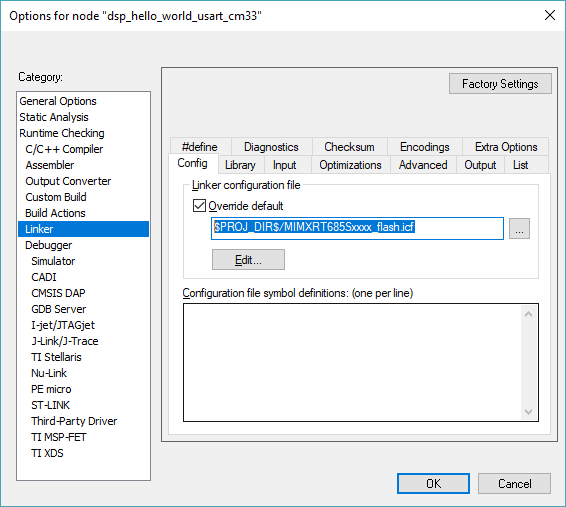 Options for node "dsp_hello_world_usart_cm33"
Category:
General Options
Static Analysis
Runtime Checking
C/C++ Compiler
Assembler
Output Converter
Custom Build
Build Actions
Linker
Debugger
Simulator
CADI
CMSIS DAP
GDB Server
I-jet/JTAGjet
J-Link/J-Trace
TI Stellaris
Nu-Link
PE micro
ST-LINK
Third-Party Driver
TI MSP-FET
TI XDS
Factory Settings
#define Diagnostics Checksum Encodings Extra Options
Config Library Input Optimizations Advanced Output List
Linker configuration file
Override default
$PROJ_DIR$/MIMXRT685Sxxxx_flash.icf
...
Edit...
Configuration file symbol definitions: (one per line)
OK Cancel